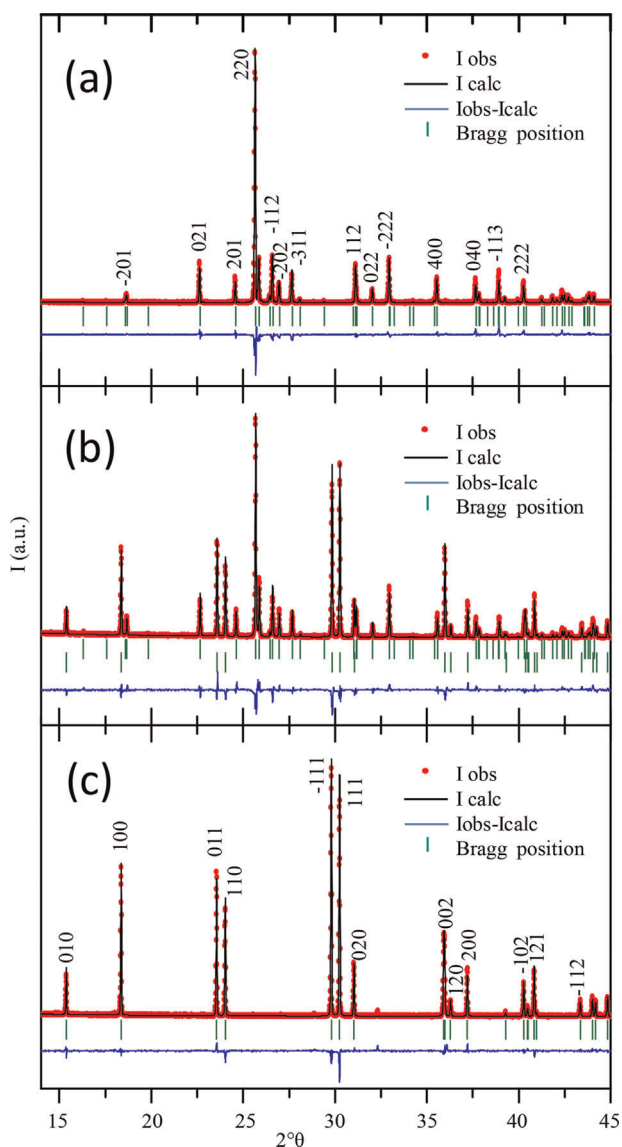 (a)
I obs
I calc
Iobs-Icalc
Bragg position
-201
021
201
220
-112
-202
-311
112
022
-222
400
040
-113
222
(b)
I obs
I calc
Iobs-Icalc
Bragg position
I (a.u.)
(c)
I obs
I calc
Iobs-Icalc
Bragg position
010
100
011
110
-111
111
020
002
120
200
-102
121
-112
15 20 25 30 35 40 45
2°θ